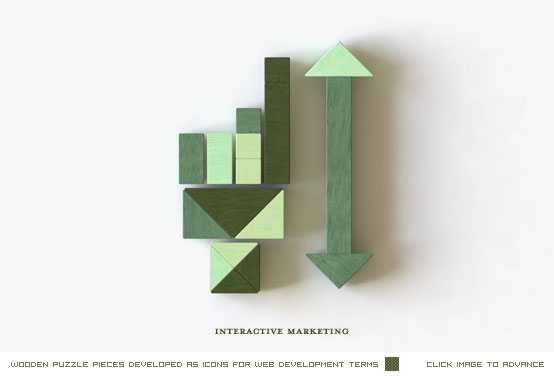 INTERACTIVE MARKETING
WOODEN PUZZLE PIECES DEVELOPED AS ICONS FOR WEB DEVELOPMENT TERMS CLICK IMAGE TO ADVANCE